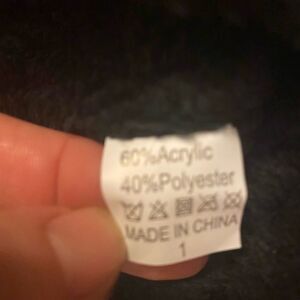 60%Acrylic
40%Polyester
MADE IN CHINA
1